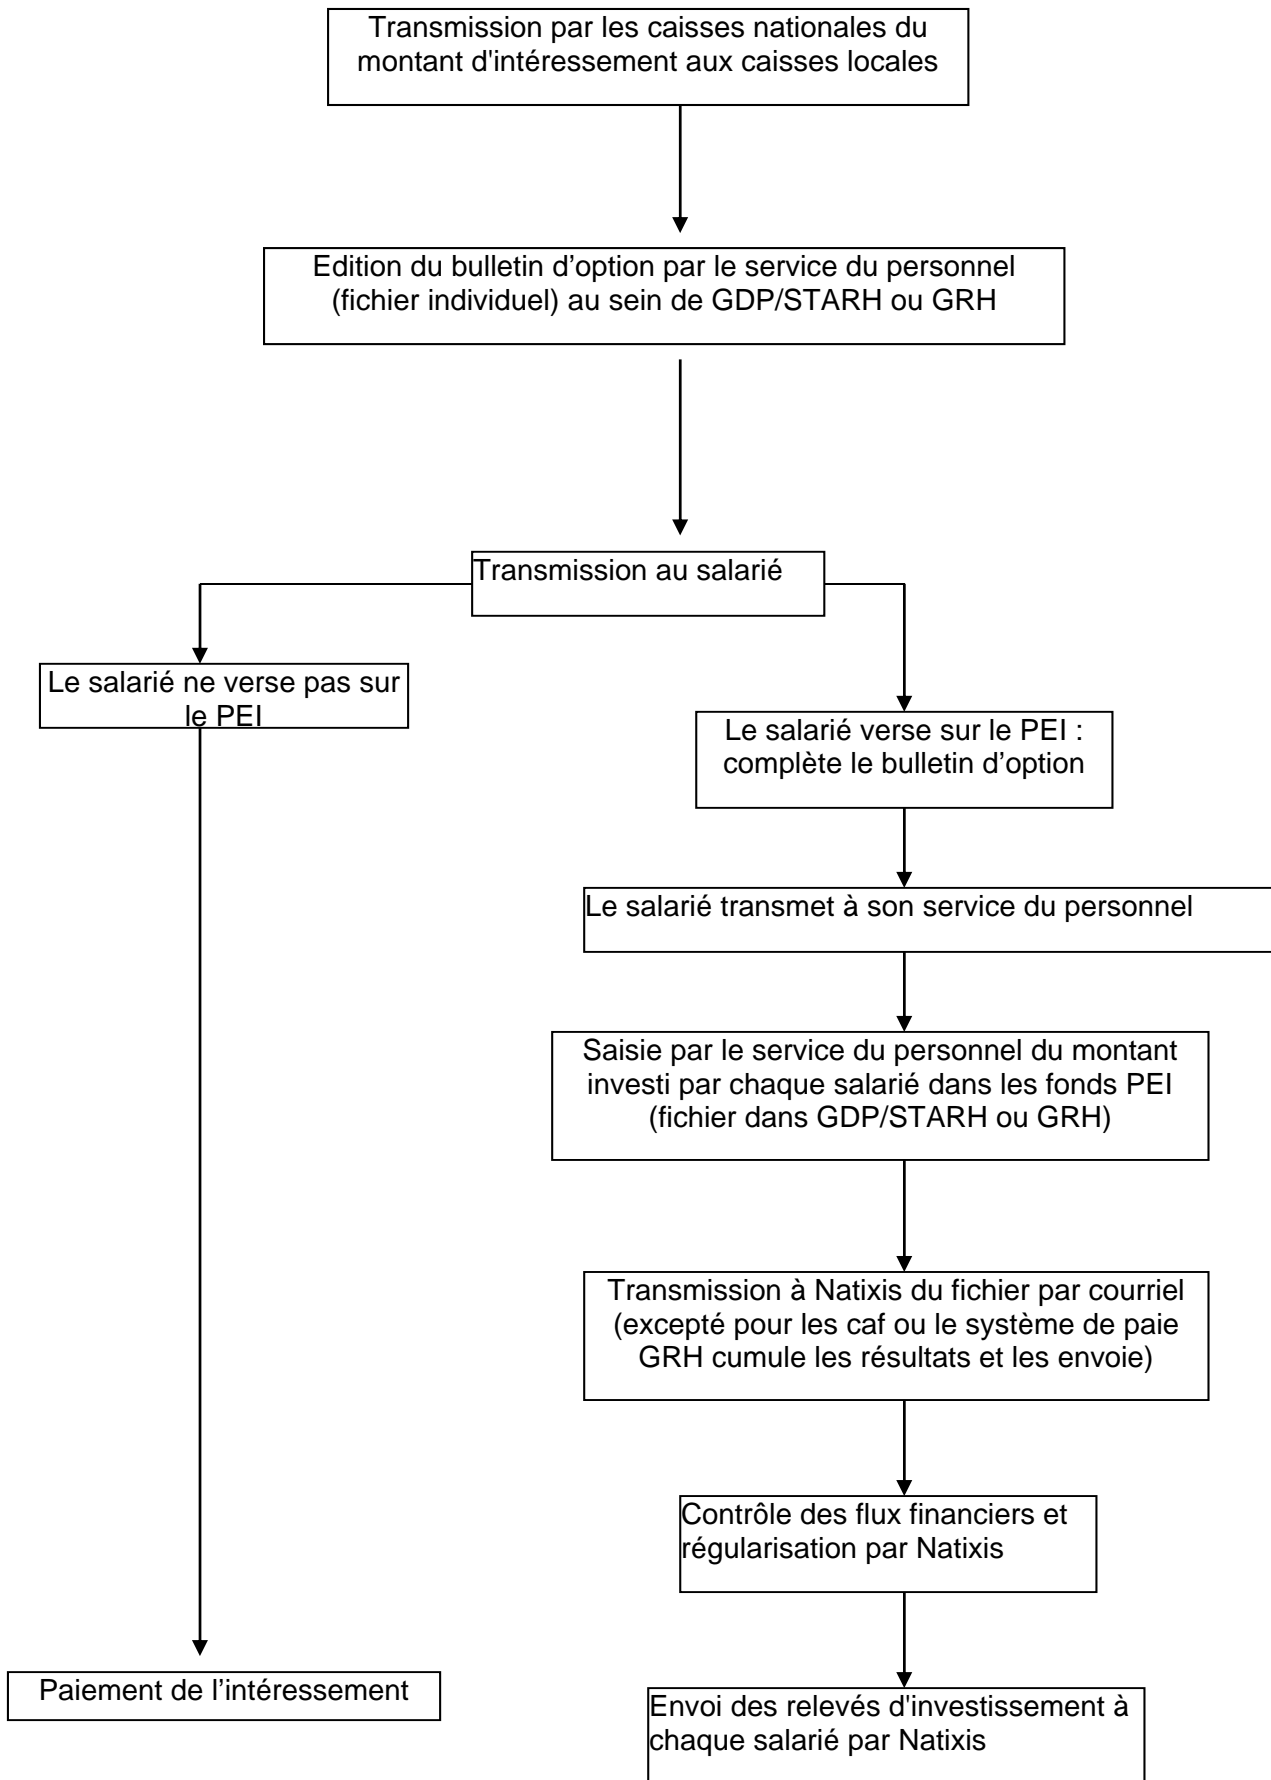 Transmission par les caisses nationales du
montant d'intéressement aux caisses locales
Edition du bulletin d’option par le service du personnel
(fichier individuel) au sein de GDP/STARH ou GRH
Transmission au salarié
Le salarié ne verse pas sur
le PEI
Le salarié verse sur le PEI :
complète le bulletin d’option
Le salarié transmet à son service du personnel
Saisie par le service du personnel du montant
investi par chaque salarié dans les fonds PEI
(fichier dans GDP/STARH ou GRH)
Transmission à Natixis du fichier par courriel
(excepté pour les caf ou le système de paie
GRH cumule les résultats et les envoie)
Contrôle des flux financiers et
régularisation par Natixis
Paiement de l’intéressement
Envoi des relevés d'investissement à
chaque salarié par Natixis